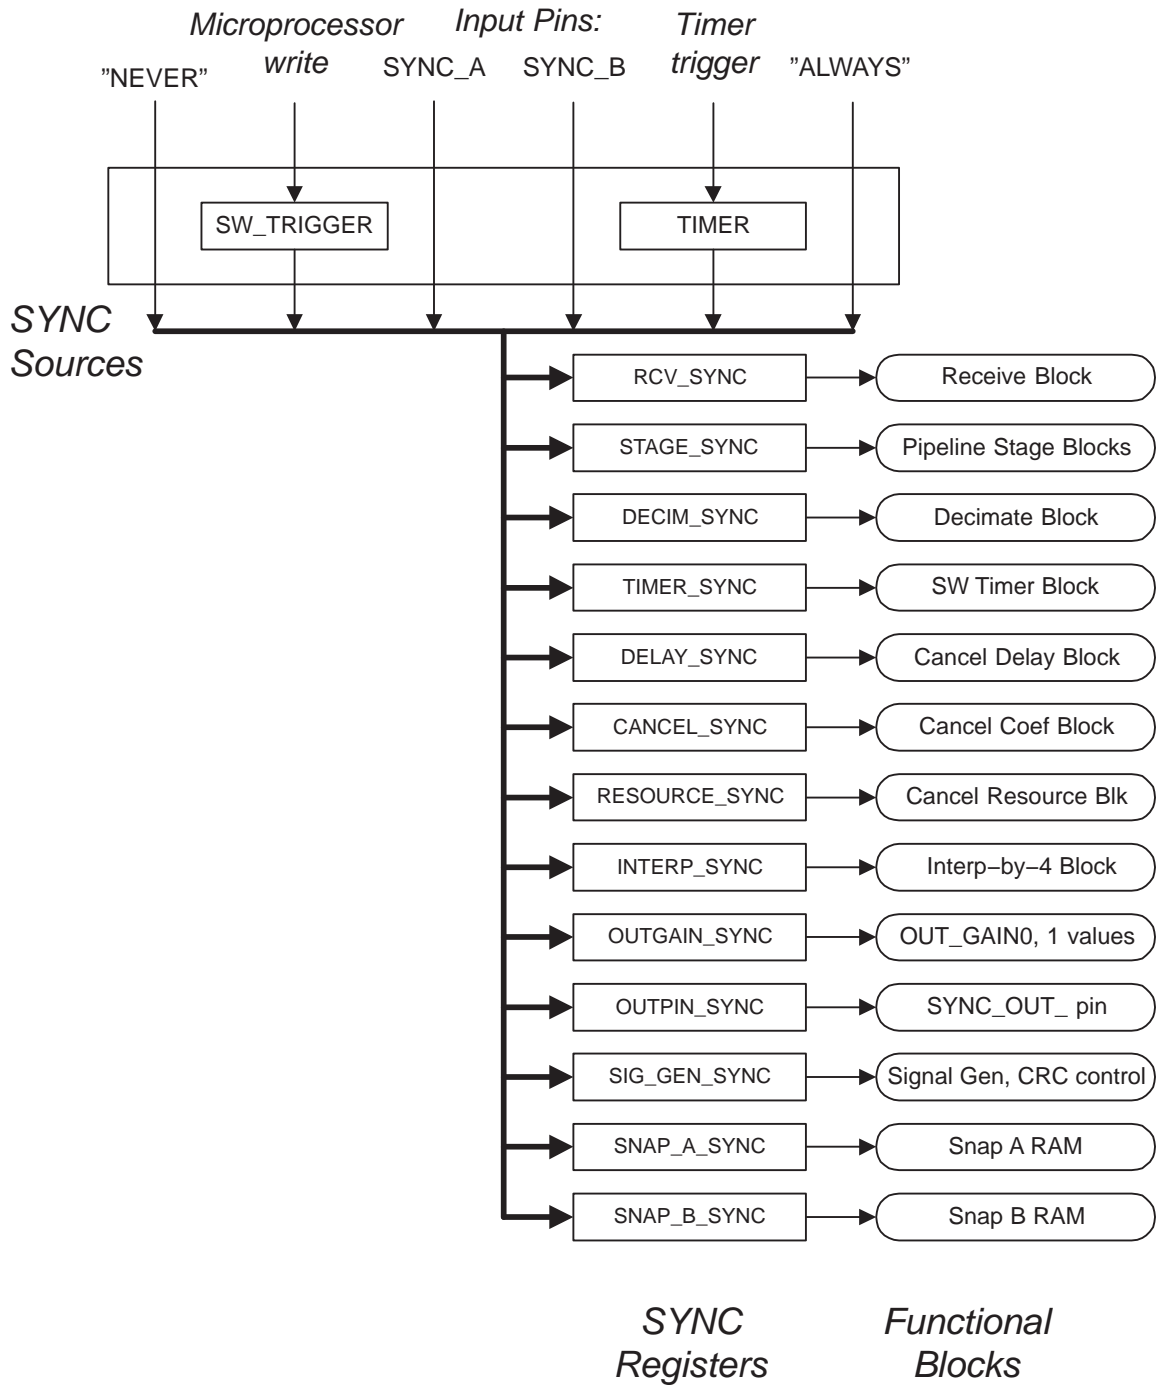 Microprocessor
write
Input Pins:
Timer
trigger
”NEVER”
SYNC_A
SYNC_B
”ALWAYS”
SW_TRIGGER
TIMER
SYNC
Sources
RCV_SYNC
Receive Block
STAGE_SYNC
Pipeline Stage Blocks
DECIM_SYNC
Decimate Block
TIMER_SYNC
SW Timer Block
DELAY_SYNC
Cancel Delay Block
CANCEL_SYNC
Cancel Coef Block
RESOURCE_SYNC
Cancel Resource Blk
INTERP_SYNC
Interp−by−4 Block
OUTGAIN_SYNC
OUT_GAIN0, 1 values
OUTPIN_SYNC
SYNC_OUT_ pin
SIG_GEN_SYNC
Signal Gen, CRC control
SNAP_A_SYNC
Snap A RAM
SNAP_B_SYNC
Snap B RAM
SYNC
Registers
Functional
Blocks